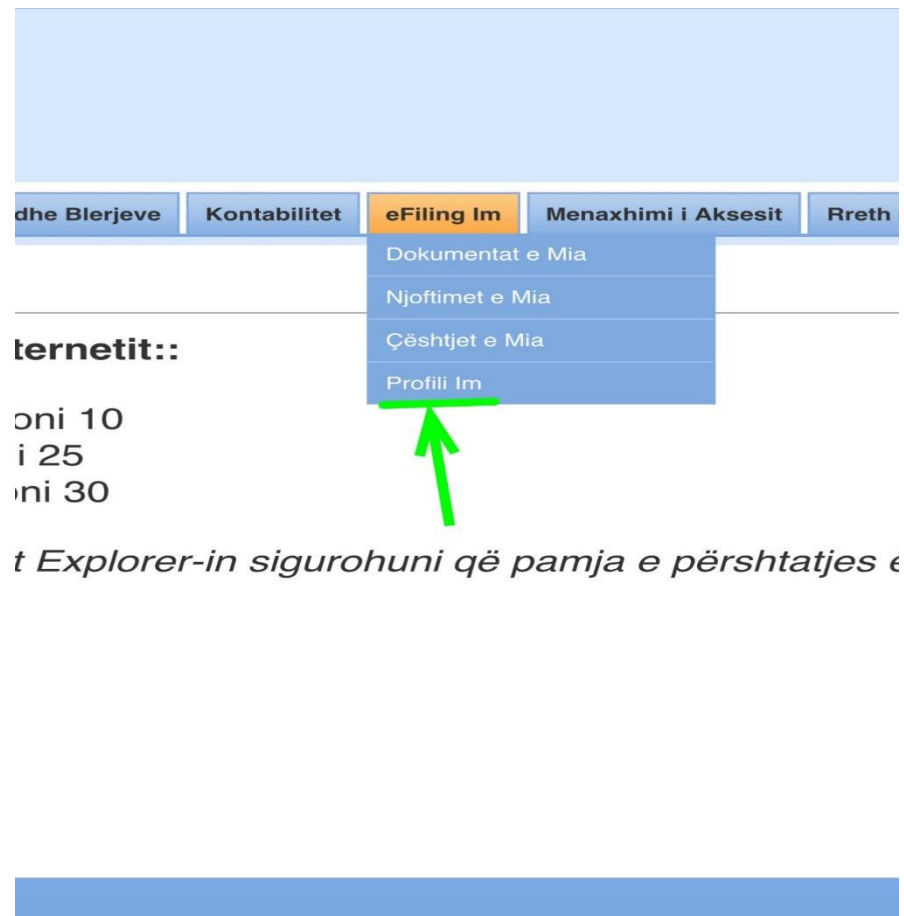 dhe Blerjeve Kontabilitet eFiling Im Menaxhimi i Aksesit Rreth
Dokumentat e Mia
Njoftimet e Mia
Çështjet e Mia
Profili Im
ternetit::
oni 10
i 25
ni 30
t Explorer-in sigurohuni që pamja e përshtatjes